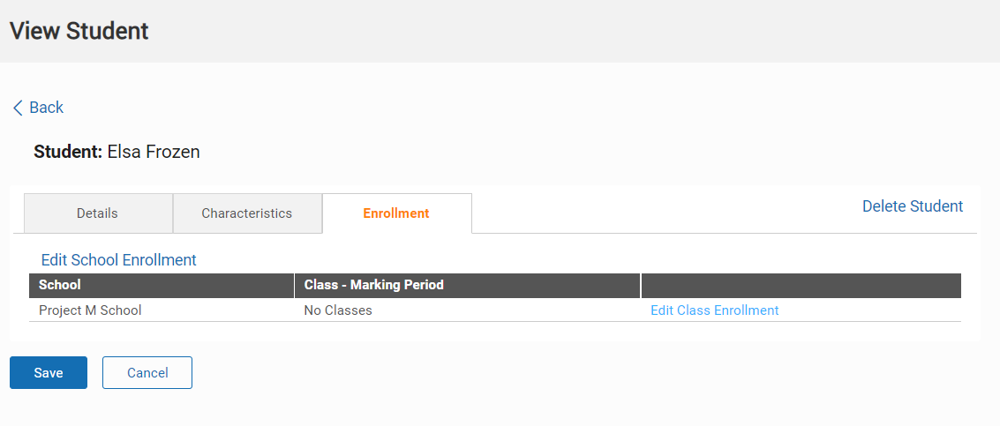 View Student
Back
Student: Elsa Frozen
Details Characteristics Enrollment Delete Student
Edit School Enrollment
School Class - Marking Period
Project M School No Classes Edit Class Enrollment
Save Cancel